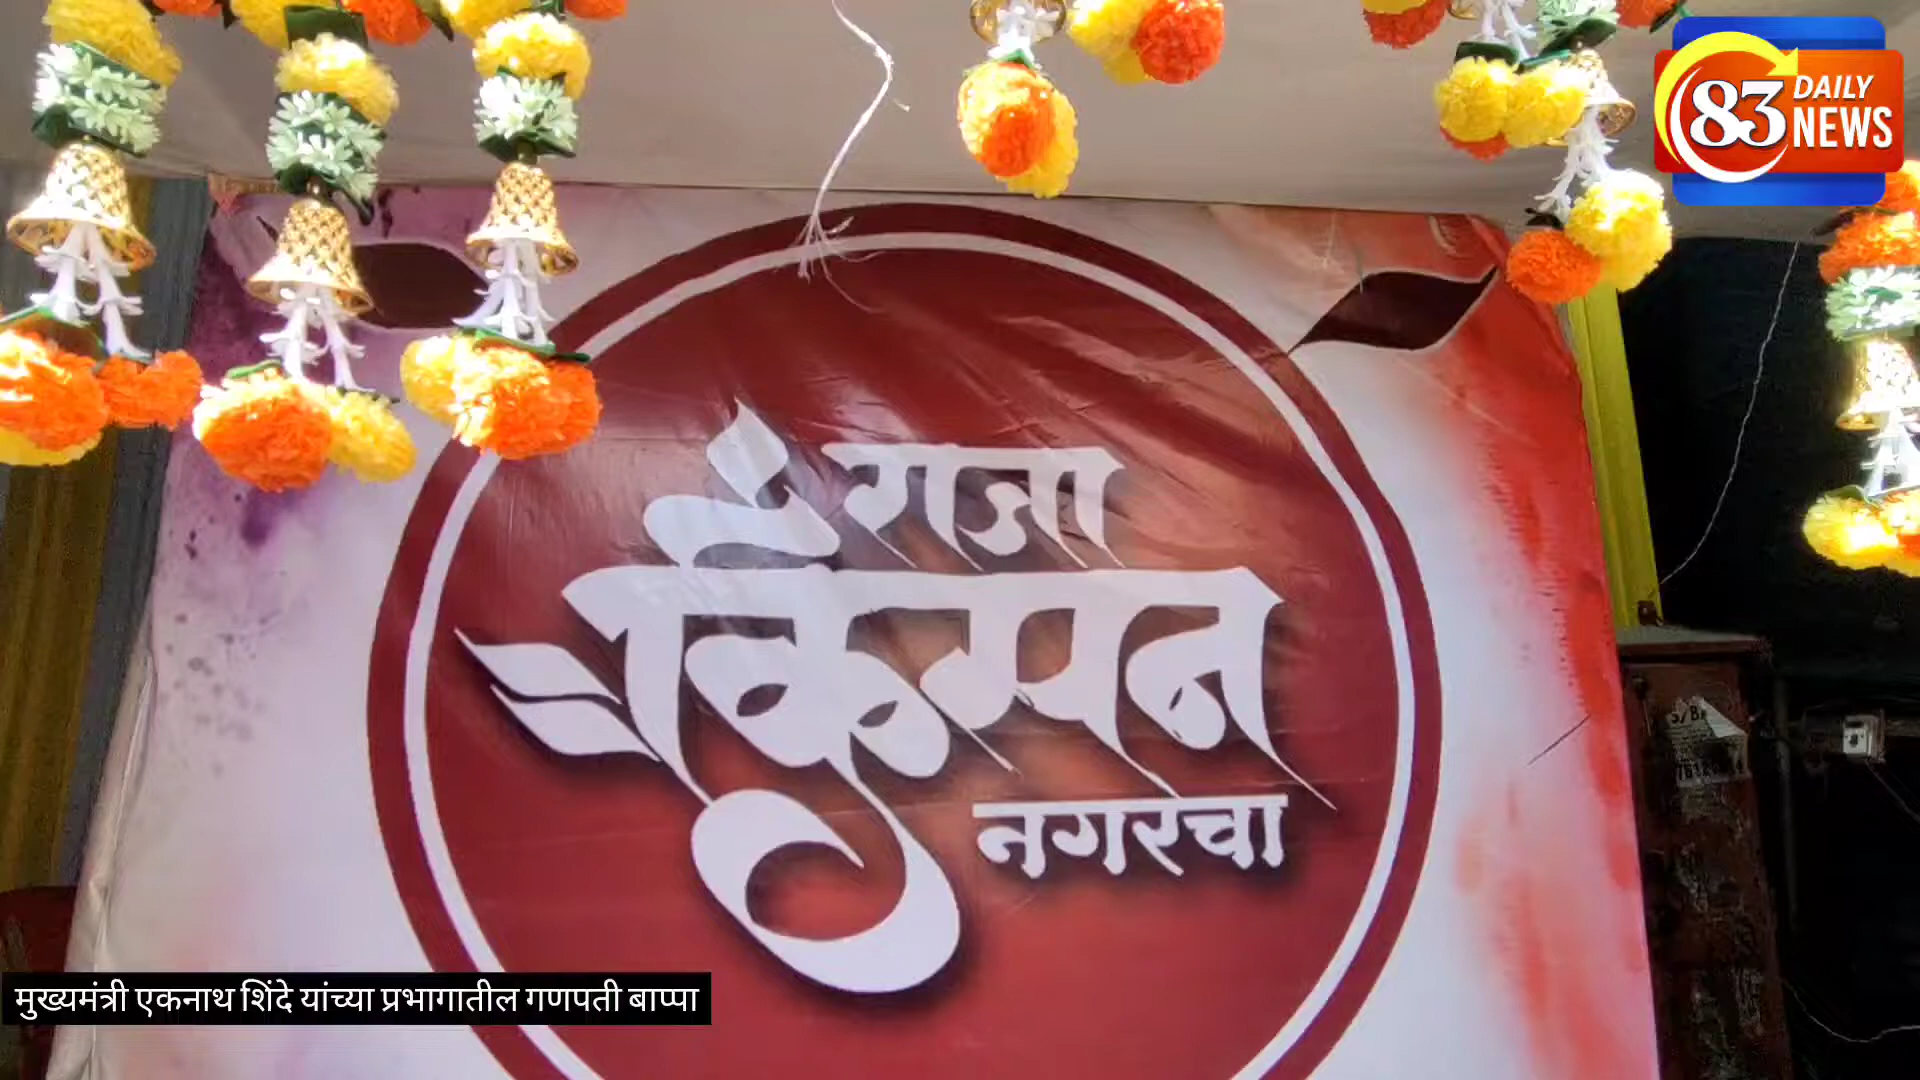 83 DAILY
NEWS
राजा
किसन
नगरचा
मुख्यमंत्री एकनाथ शिंदे यांच्या प्रभागातील गणपती बाप्पा